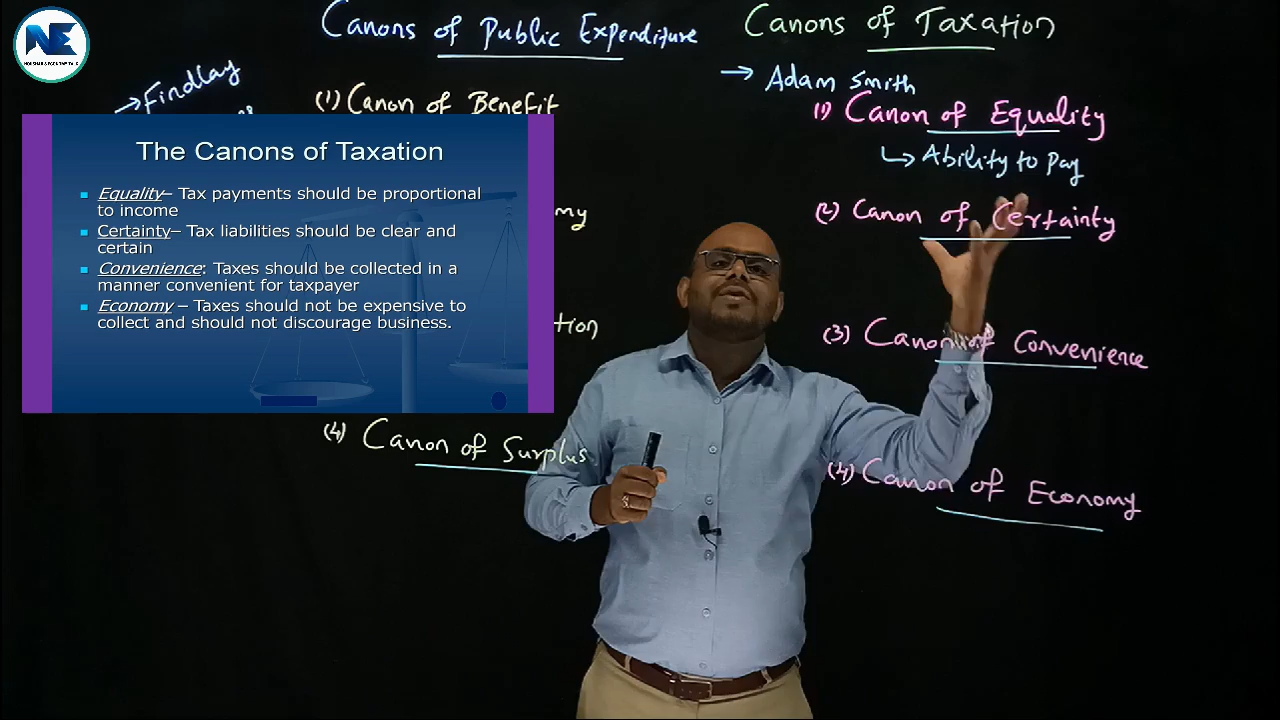 NE
Canons of Public Expenditure
→ Findlay
(1) Canon of Benefit
my
tion
(4) Canon of Surplus
The Canons of Taxation
Equality– Tax payments should be proportional
to income
Certainty– Tax liabilities should be clear and
certain
Convenience: Taxes should be collected in a
manner convenient for taxpayer
Economy – Taxes should not be expensive to
collect and should not discourage business.
Canons of Taxation
→ Adam Smith
(1) Canon of Equality
↳ Ability to pay
(2) Canon of Certainty
(3) Canon of Convenience
(4) Canon of Economy